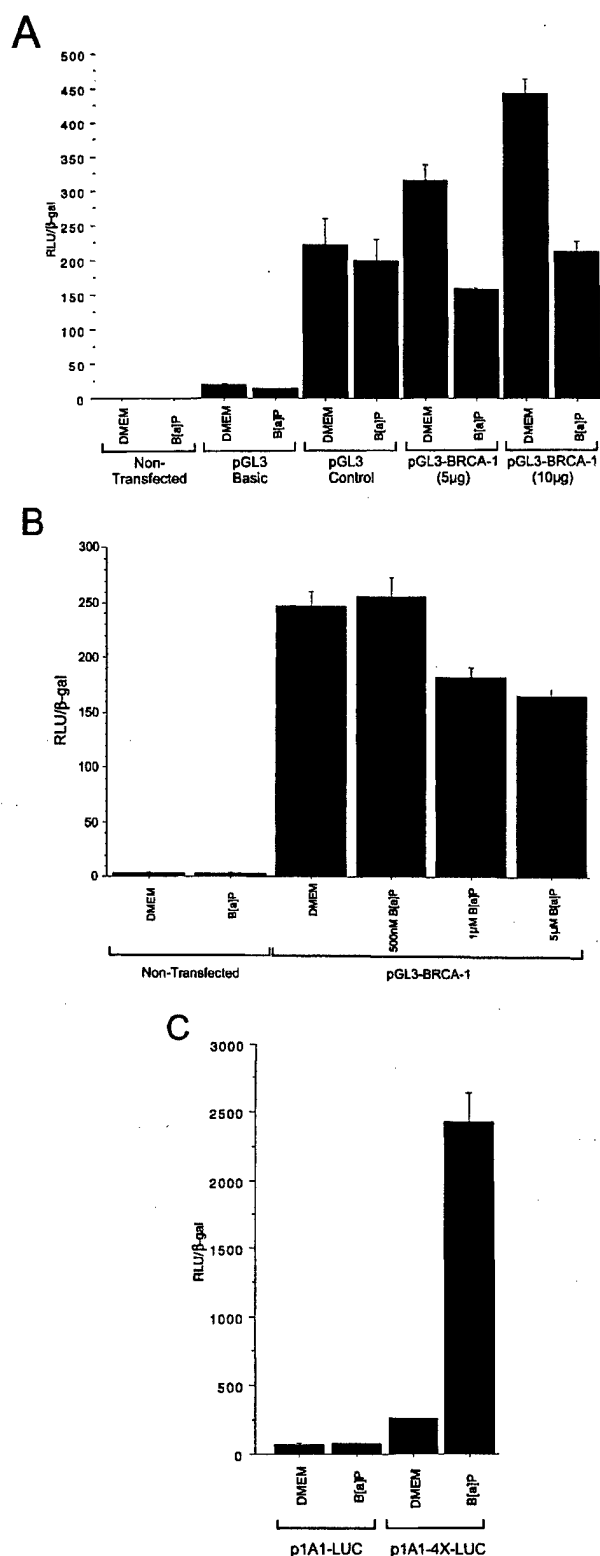 A
RLU/β-gal
500
450
400
350
300
250
200
150
100
50
0
DMEM
B[a]P
DMEM
B[a]P
DMEM
B[a]P
DMEM
B[a]P
DMEM
B[a]P
Non-
Transfected
pGL3
Basic
pGL3
Control
pGL3-BRCA-1
(5µg)
pGL3-BRCA-1
(10µg)
B
RLU/β-gal
300
250
200
150
100
50
0
DMEM
B[a]P
DMEM
500nM B[a]P
1µM B[a]P
5µM B[a]P
Non-Transfected
pGL3-BRCA-1
C
RLU/β-gal
3000
2500
2000
1500
1000
500
0
DMEM
B[a]P
DMEM
B[a]P
p1A1-LUC
p1A1-4X-LUC